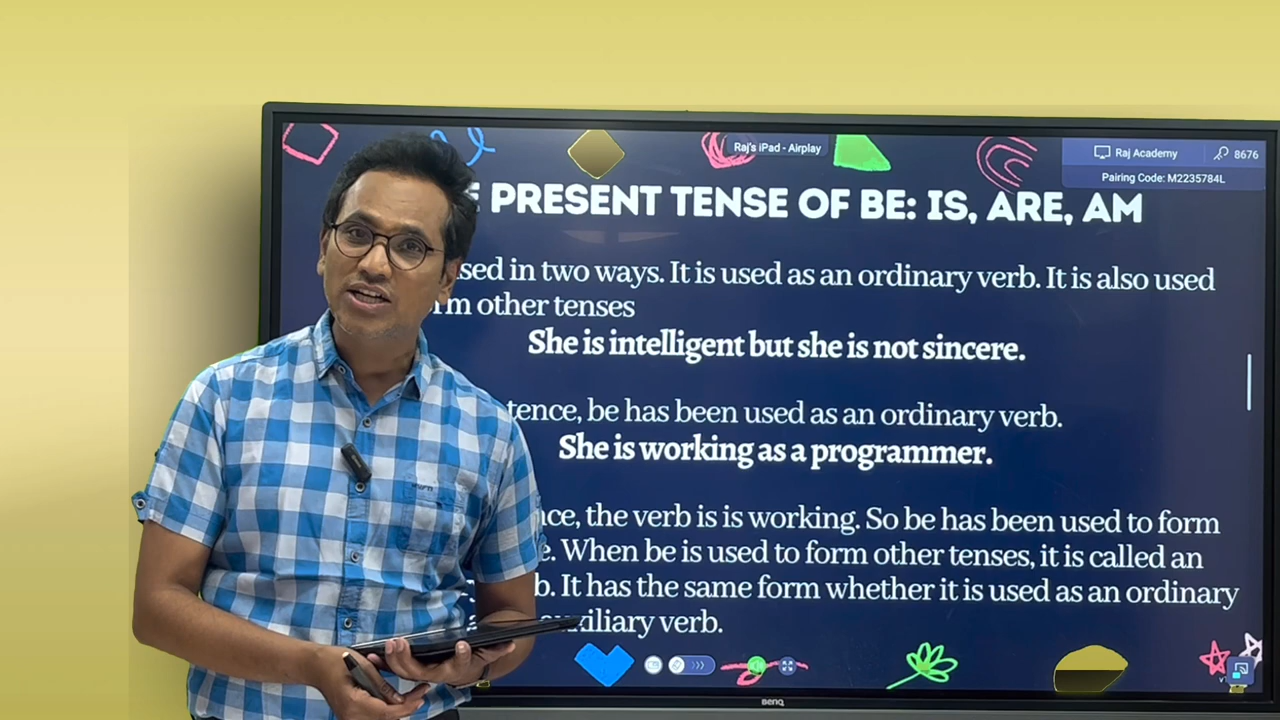 Raj's iPad - Airplay
Raj Academy
8676
Pairing Code: M2235784L
PRESENT TENSE OF BE: IS, ARE, AM
sed in two ways. It is used as an ordinary verb. It is also used
rm other tenses
She is intelligent but she is not sincere.
tence, be has been used as an ordinary verb.
She is working as a programmer.
nce, the verb is is working. So be has been used to form
e. When be is used to form other tenses, it is called an
b. It has the same form whether it is used as an ordinary
xiliary verb.
BenQ